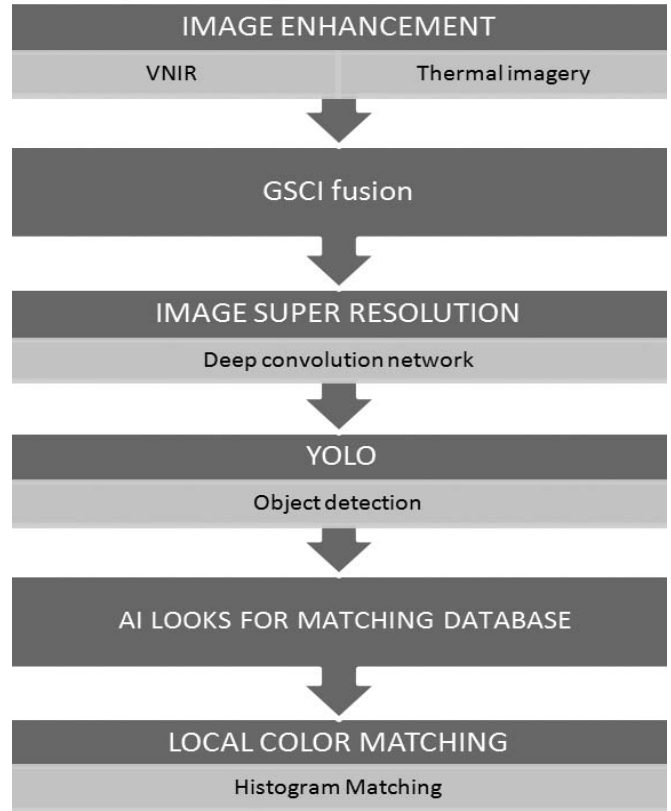 IMAGE ENHANCEMENT
VNIR
Thermal imagery
GSCI fusion
IMAGE SUPER RESOLUTION
Deep convolution network
YOLO
Object detection
AI LOOKS FOR MATCHING DATABASE
LOCAL COLOR MATCHING
Histogram Matching